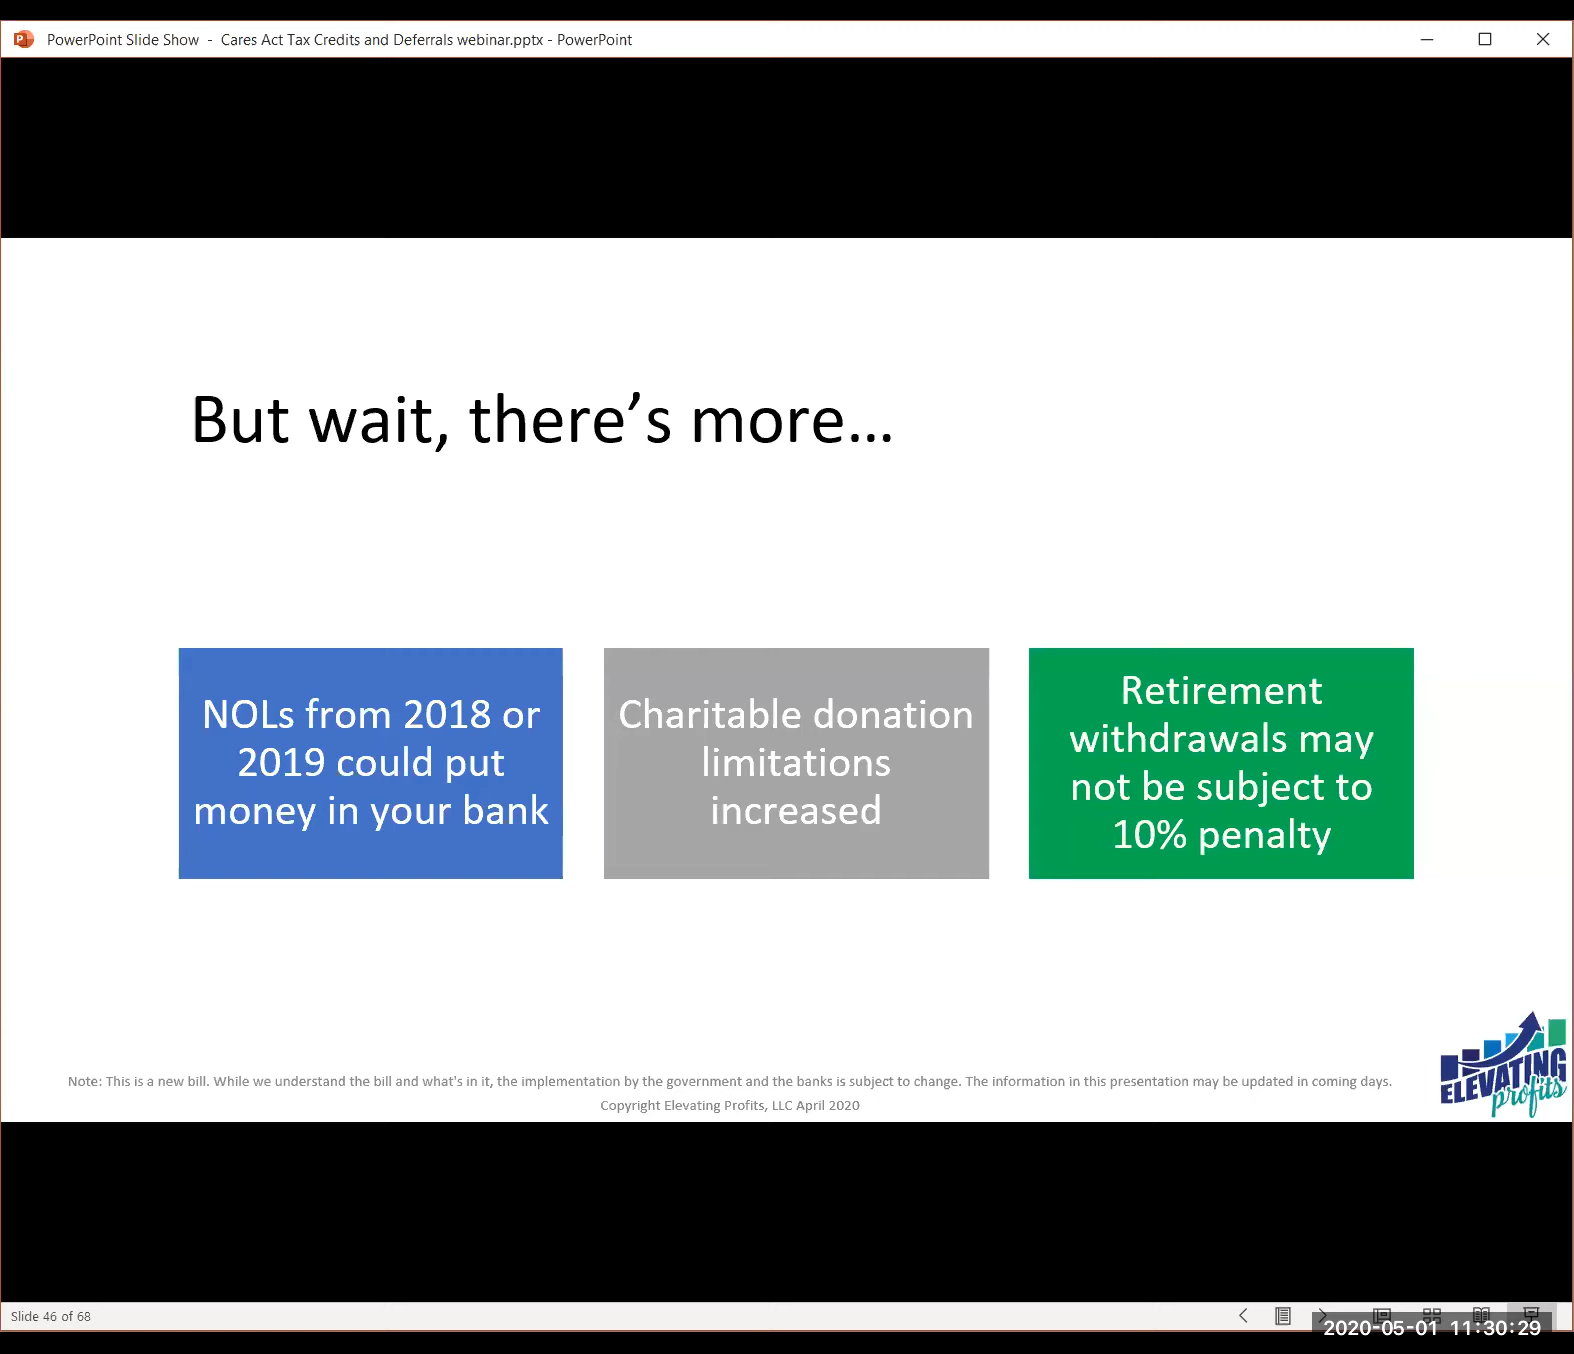 PowerPoint Slide Show - Cares Act Tax Credits and Deferrals webinar.pptx - PowerPoint
But wait, there’s more…
NOLs from 2018 or
2019 could put
money in your bank
Charitable donation
limitations
increased
Retirement
withdrawals may
not be subject to
10% penalty
Note: This is a new bill. While we understand the bill and what's in it, the implementation by the government and the banks is subject to change. The information in this presentation may be updated in coming days.
Copyright Elevating Profits, LLC April 2020
ELEVATING
profits
Slide 46 of 68
2020-05-01 11:30:29